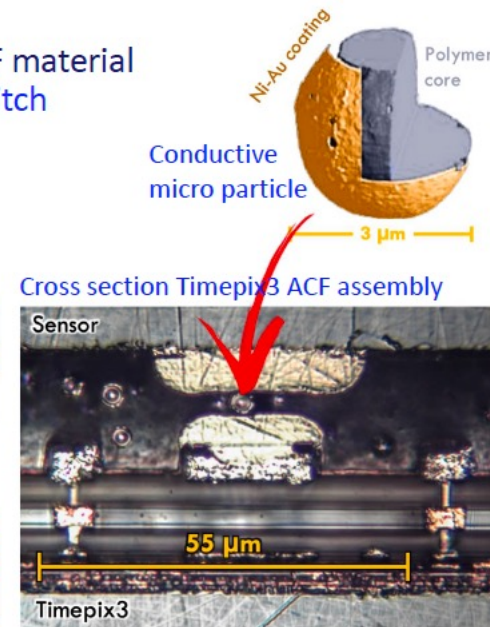 material
tch
Ni-Au coating
Polymer
core
Conductive
micro particle
3 μm
Cross section Timepix3 ACF assembly
Sensor
55 μm
Timepix3